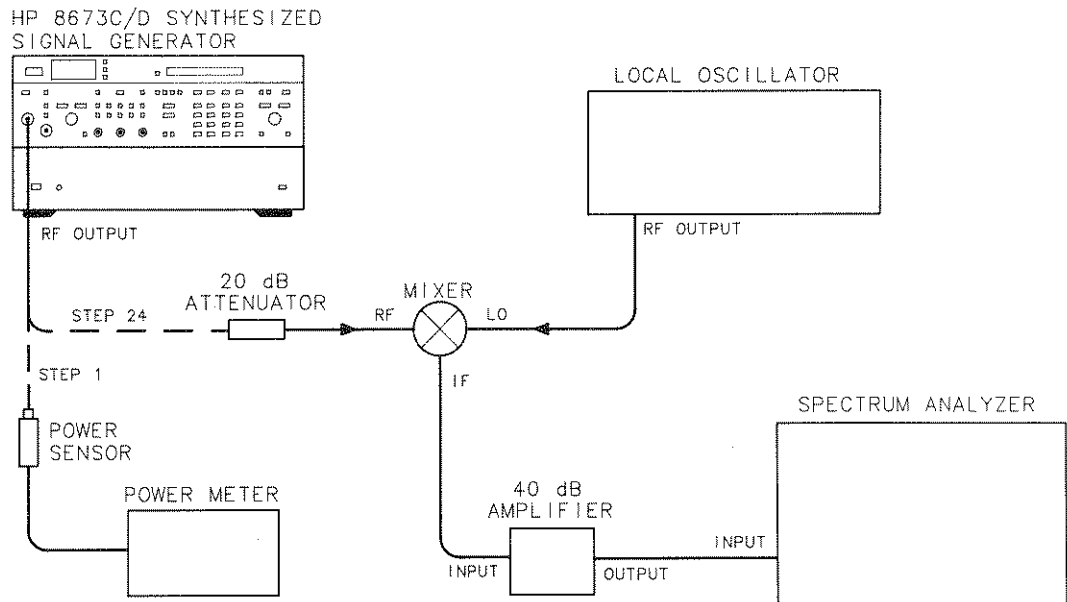 HP 8673C/D SYNTHESIZED
SIGNAL GENERATOR
LOCAL OSCILLATOR
RF OUTPUT
RF OUTPUT
20 dB
ATTENUATOR
MIXER
STEP 24
RF
LO
STEP 1
IF
SPECTRUM ANALYZER
POWER
SENSOR
POWER METER
40 dB
AMPLIFIER
INPUT
INPUT
OUTPUT